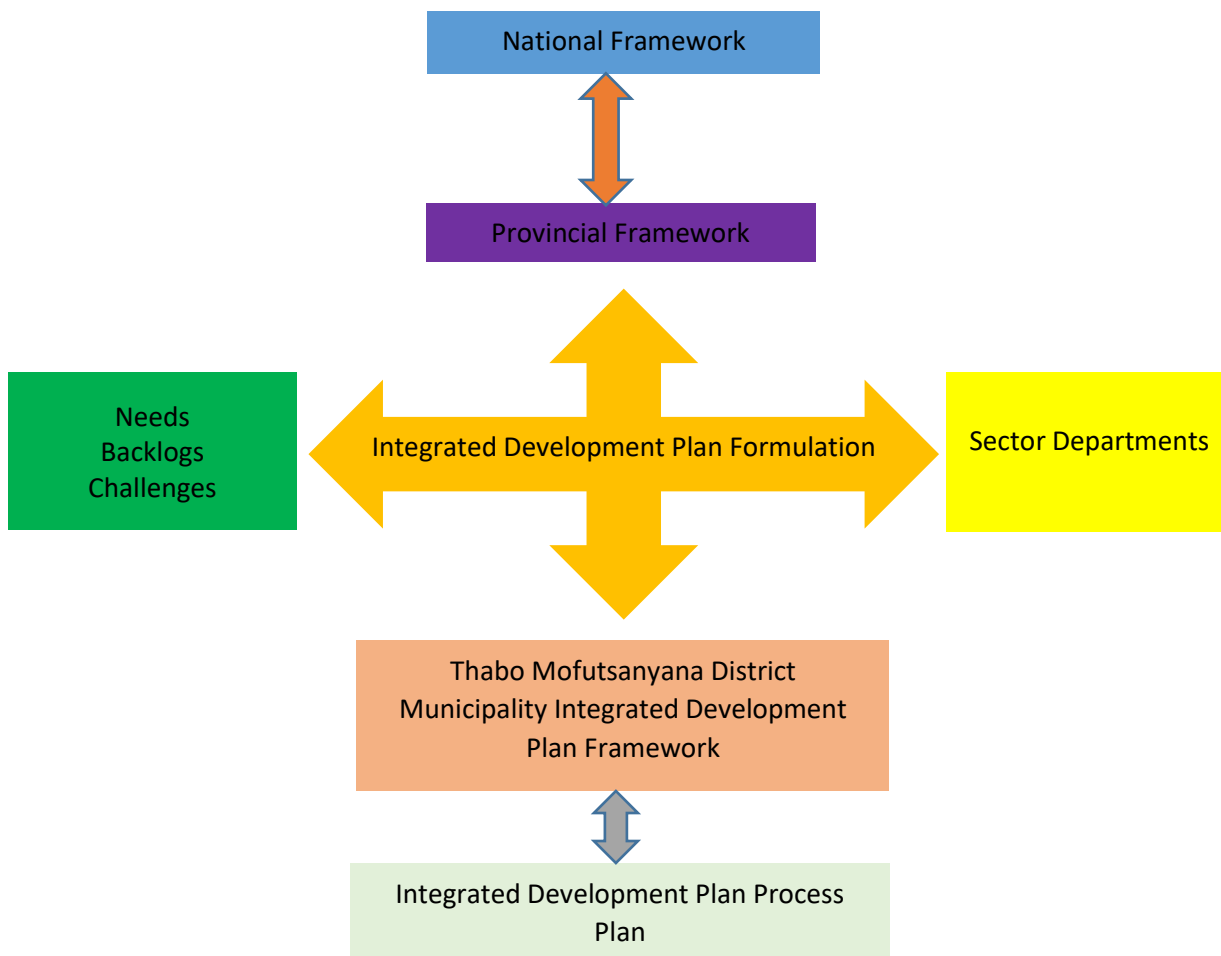 National Framework
Provincial Framework
Needs
Backlogs
Challenges
Integrated Development Plan Formulation
Sector Departments
Thabo Mofutsanyana District
Municipality Integrated Development
Plan Framework
Integrated Development Plan Process
Plan